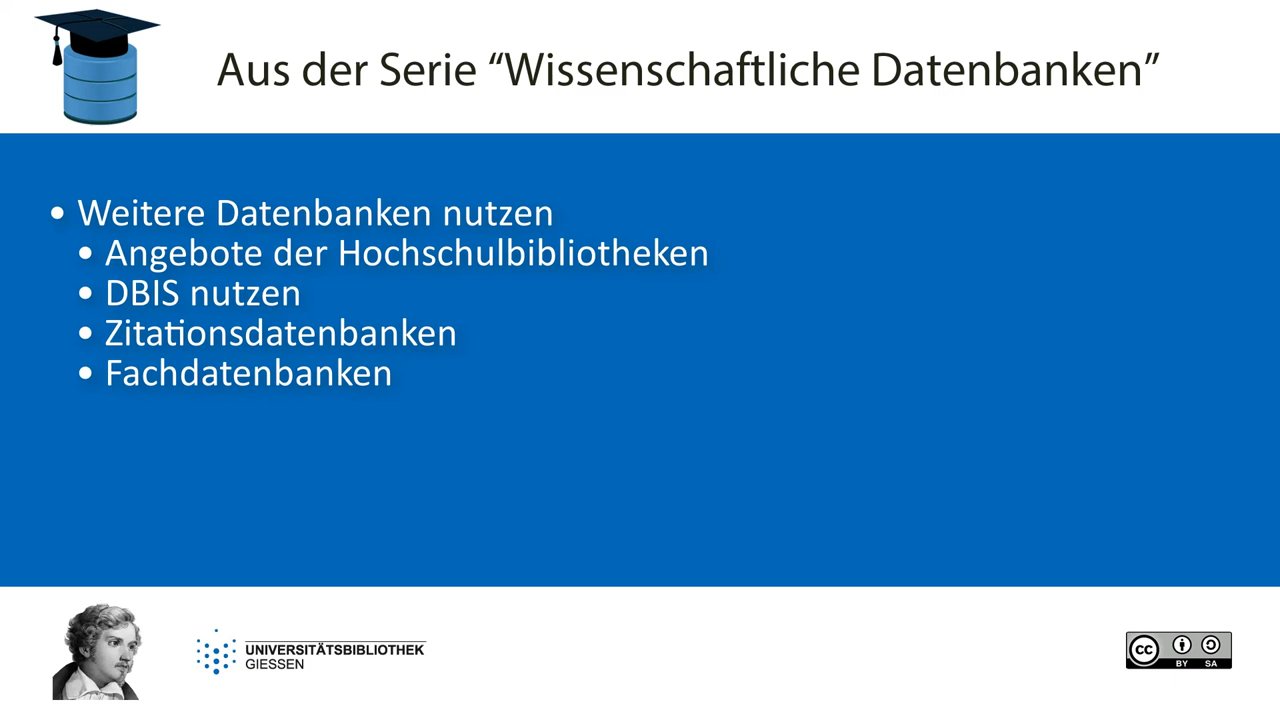 Aus der Serie “Wissenschaftliche Datenbanken”
• Weitere Datenbanken nutzen
• Angebote der Hochschulbibliotheken
• DBIS nutzen
• Zitationsdatenbanken
• Fachdatenbanken
UNIVERSITÄTSBIBLIOTHEK
GIESSEN
cc
BY SA